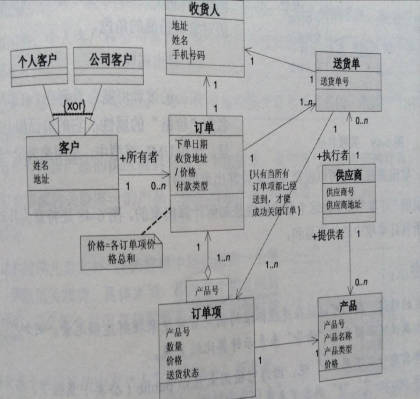 收货人
地址
姓名
手机号码
个人客户
公司客户
{xor}
客户
姓名
地址
+所有者
1
0..n
订单
下单日期
收货地址
/ 价格
付款类型
1
1
1
1
送货单
送货单号
1
1..n
1
0..n
{只有当所有
订单项都已经
送到，才能
成功关闭订单}
+执行者
1
供应商
供应商号
供应商地址
+提供者
1
0..n
价格=各订单项价
格总和
1
1..n
1..n
产品号
订单项
产品号
数量
价格
送货状态
1
1
产品
产品号
产品名称
产品类型
价格